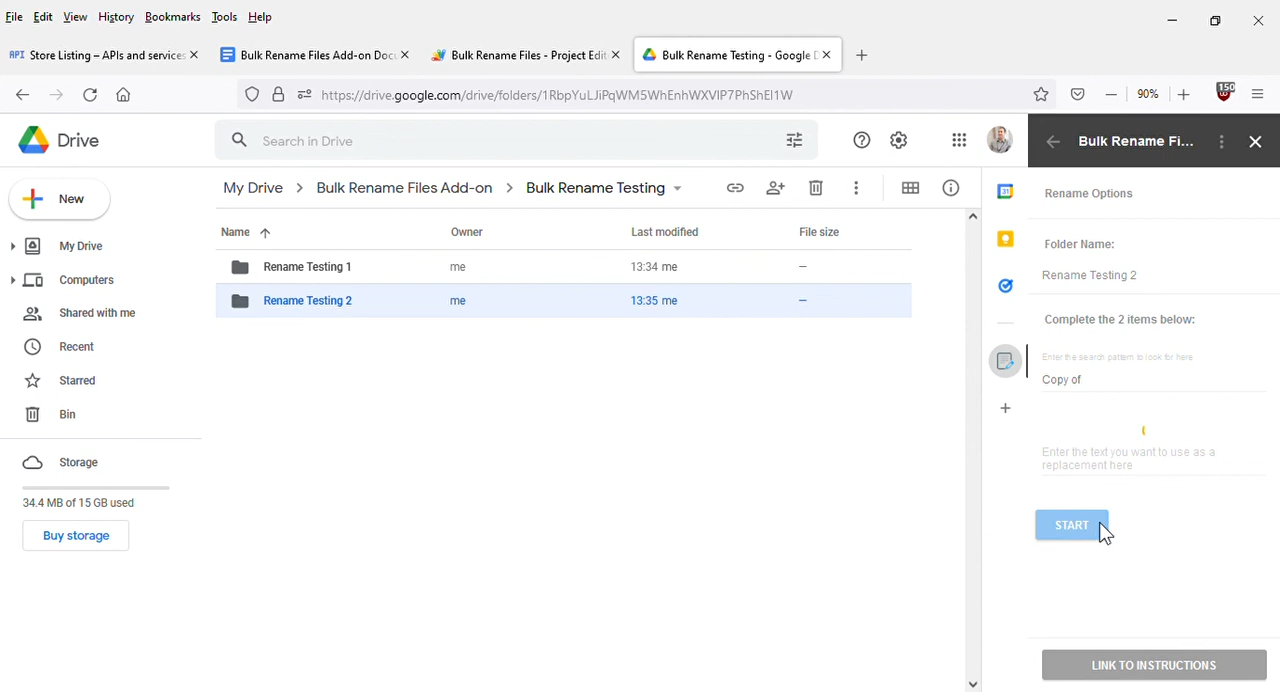 File Edit View History Bookmarks Tools Help
API Store Listing – APIs and services
Bulk Rename Files Add-on Docu
Bulk Rename Files - Project Edit
Bulk Rename Testing - Google D
https://drive.google.com/drive/folders/1RbpYuLJiPqWM5WhEnhWXVIP7PhShEl1W
90%
150
Drive
Search in Drive
Bulk Rename Fi...
New
My Drive
Computers
Shared with me
Recent
Starred
Bin
Storage
34.4 MB of 15 GB used
Buy storage
My Drive > Bulk Rename Files Add-on > Bulk Rename Testing
Name Owner Last modified File size
Rename Testing 1 me 13:34 me –
Rename Testing 2 me 13:35 me –
31
Rename Options
Folder Name:
Rename Testing 2
Complete the 2 items below:
Enter the search pattern to look for here
Copy of
Enter the text you want to use as a
replacement here
START
LINK TO INSTRUCTIONS